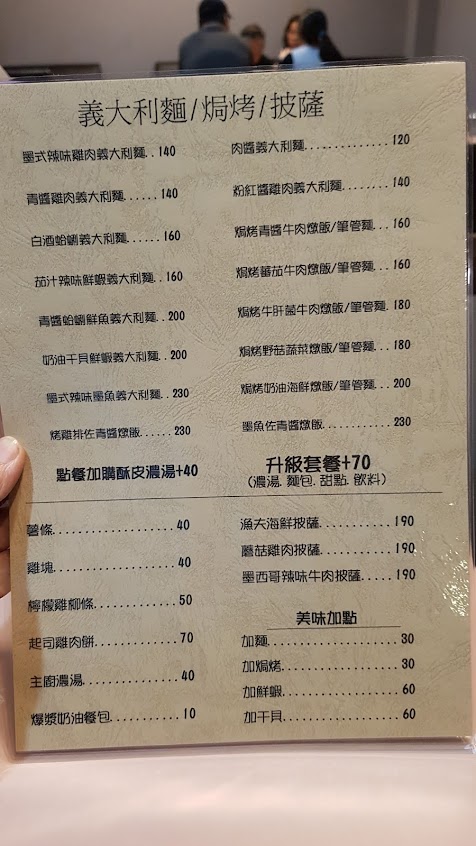 義大利麵/焗烤/披薩
墨式辣味雞肉義大利麵..140
青醬雞肉義大利麵......140
白酒蛤蜊義大利麵......160
茄汁辣味鮮蝦義大利麵..160
青醬蛤蜊鮮魚義大利麵..200
奶油干貝鮮蝦義大利麵..200
墨式辣味墨魚義大利麵..230
烤雞排佐青醬燉飯......230
點餐加購酥皮濃湯+40
肉醬義大利麵.............120
粉紅醬雞肉義大利麵........140
焗烤青醬牛肉燉飯/筆管麵...160
焗烤蕃茄牛肉燉飯/筆管麵...160
焗烤牛肝菌牛肉燉飯/筆管麵.180
焗烤野菇蔬菜燉飯/筆管麵...180
焗烤奶油海鮮燉飯/筆管麵...200
墨魚佐青醬燉飯............230
升級套餐+70
(濃湯.麵包.甜點.飲料)
薯條..................40
雞塊..................40
檸檬雞柳條............50
起司雞肉餅............70
主廚濃湯..............40
爆漿奶油餐包..........10
漁夫海鮮披薩...........190
蘑菇雞肉披薩...........190
墨西哥辣味牛肉披薩.....190
美味加點
加麵..................30
加焗烤................30
加鮮蝦................60
加干貝................60